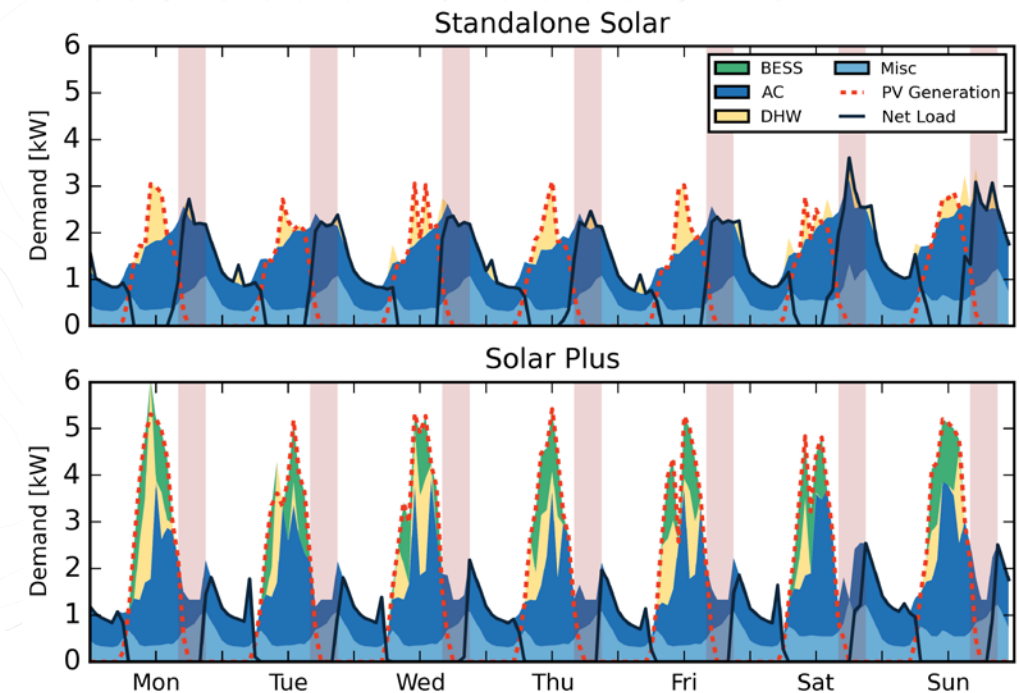 Standalone Solar
Demand [kW]
6
5
4
3
2
1
0
BESS
AC
DHW
Misc
PV Generation
Net Load
Solar Plus
Demand [kW]
6
5
4
3
2
1
0
Mon Tue Wed Thu Fri Sat Sun